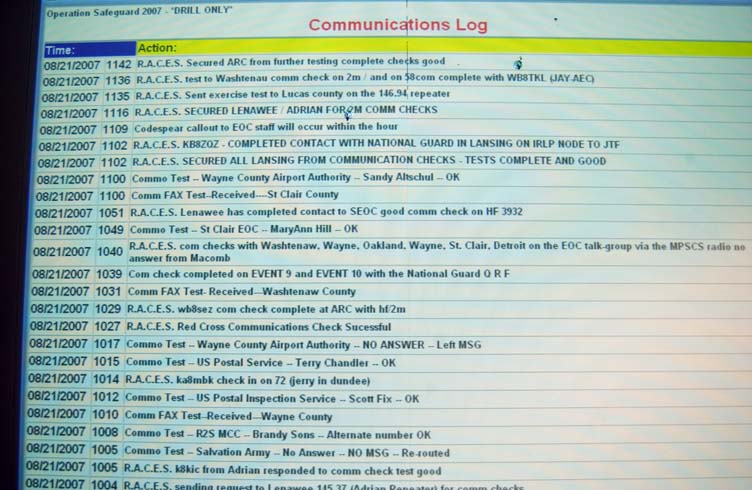 Operation Safeguard 2007 - "DRILL ONLY"
Communications Log
Time: Action:
08/21/2007 1142 R.A.C.E.S. Secured ARC from further testing complete checks good
08/21/2007 1136 R.A.C.E.S. test to Washtenau comm check on 2m / and on 58com complete with WB8TKL (JAY-AEC)
08/21/2007 1135 R.A.C.E.S. Sent exercise test to Lucas county on the 146.94 repeater
08/21/2007 1116 R.A.C.E.S. SECURED LENAWEE / ADRIAN FOROM COMM CHECKS
08/21/2007 1109 Codespear callout to EOC staff will occur within the hour
08/21/2007 1102 R.A.C.E.S. KB8ZQZ - COMPLETED CONTACT WITH NATIONAL GUARD IN LANSING ON IRLP NODE TO JTF
08/21/2007 1102 R.A.C.E.S. SECURED ALL LANSING FROM COMMUNICATION CHECKS - TESTS COMPLETE AND GOOD
08/21/2007 1100 Commo Test -- Wayne County Airport Authority -- Sandy Altschul -- OK
08/21/2007 1100 Comm FAX Test--Received----St Clair County
08/21/2007 1051 R.A.C.E.S. Lenawee has completed contact to SEOC good comm check on HF 3932
08/21/2007 1049 Commo Test -- St Clair EOC -- MaryAnn Hill -- OK
08/21/2007 1040 R.A.C.E.S. com checks with Washtenaw, Wayne, Oakland, Wayne, St. Clair, Detroit on the EOC talk-group via the MPSCS radio no
answer from Macomb
08/21/2007 1039 Com check completed on EVENT 9 and EVENT 10 with the National Guard Q R F
08/21/2007 1031 Comm FAX Test- Received---Washtenaw County
08/21/2007 1029 R.A.C.E.S. wb8sez com check complete at ARC with hf/2m
08/21/2007 1027 R.A.C.E.S. Red Cross Communications Check Sucessful
08/21/2007 1017 Commo Test -- Wayne County Airport Authority -- NO ANSWER -- Left MSG
08/21/2007 1015 Commo Test -- US Postal Service -- Terry Chandler -- OK
08/21/2007 1014 R.A.C.E.S. ka8mbk check in on 72 (jerry in dundee)
08/21/2007 1012 Commo Test -- US Postal Inspection Service -- Scott Fix -- OK
08/21/2007 1010 Comm FAX Test--Received---Wayne County
08/21/2007 1008 Commo Test -- R2S MCC -- Brandy Sons -- Alternate number OK
08/21/2007 1005 Commo Test -- Salvation Army -- No Answer -- NO MSG -- Re-routed
08/21/2007 1005 R.A.C.E.S. k8kic from Adrian responded to comm check test good
08/21/2007 1004 R.A.C.E.S. sending request to Lenawee 145.37 (Adrian Repeater) for comm checks